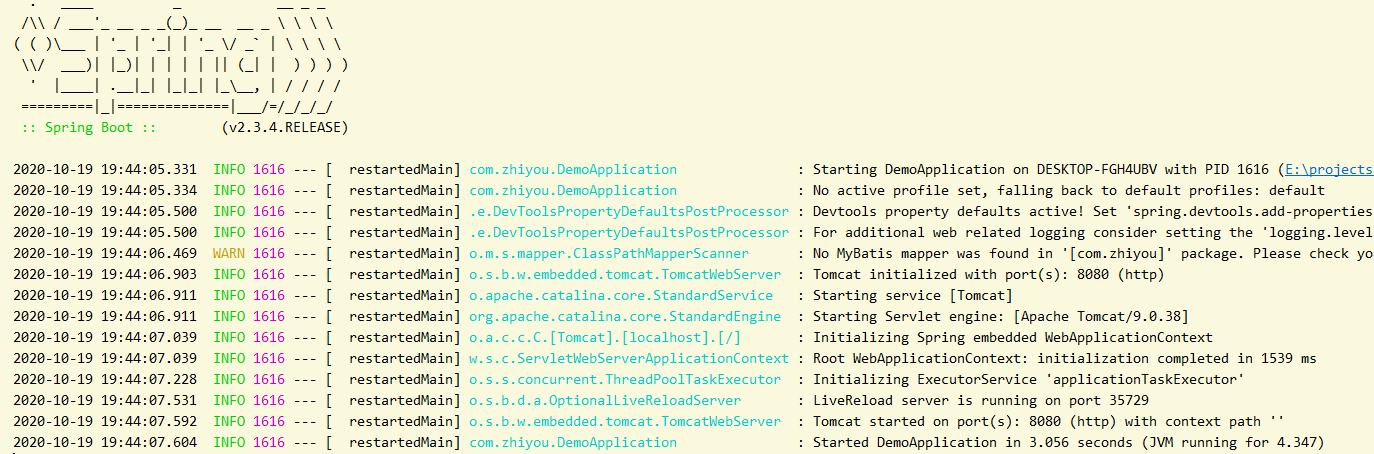 .   ____          _            __ _ _
 /\\ / ___'_ __ _ _(_)_ __  __ _ \ \ \ \
( ( )\___ | '_ | '_| | '_ \/ _` | \ \ \ \
 \\/  ___)| |_)| | | | | || (_| |  ) ) ) )
  '  |____| .__|_| |_|_| |_\__, | / / / /
 =========|_|==============|___/=/_/_/_/
 :: Spring Boot ::        (v2.3.4.RELEASE)
2020-10-19 19:44:05.331  INFO 1616 --- [  restartedMain] com.zhiyou.DemoApplication               : Starting DemoApplication on DESKTOP-FGH4UBV with PID 1616 (E:\projects
2020-10-19 19:44:05.334  INFO 1616 --- [  restartedMain] com.zhiyou.DemoApplication               : No active profile set, falling back to default profiles: default
2020-10-19 19:44:05.500  INFO 1616 --- [  restartedMain] .e.DevToolsPropertyDefaultsPostProcessor : Devtools property defaults active! Set 'spring.devtools.add-properties
2020-10-19 19:44:05.500  INFO 1616 --- [  restartedMain] .e.DevToolsPropertyDefaultsPostProcessor : For additional web related logging consider setting the 'logging.level
2020-10-19 19:44:06.469  WARN 1616 --- [  restartedMain] o.m.s.mapper.ClassPathMapperScanner      : No MyBatis mapper was found in '[com.zhiyou]' package. Please check yo
2020-10-19 19:44:06.903  INFO 1616 --- [  restartedMain] o.s.b.w.embedded.tomcat.TomcatWebServer  : Tomcat initialized with port(s): 8080 (http)
2020-10-19 19:44:06.911  INFO 1616 --- [  restartedMain] o.apache.catalina.core.StandardService   : Starting service [Tomcat]
2020-10-19 19:44:06.911  INFO 1616 --- [  restartedMain] org.apache.catalina.core.StandardEngine  : Starting Servlet engine: [Apache Tomcat/9.0.38]
2020-10-19 19:44:07.039  INFO 1616 --- [  restartedMain] o.a.c.c.C.[Tomcat].[localhost].[/]       : Initializing Spring embedded WebApplicationContext
2020-10-19 19:44:07.039  INFO 1616 --- [  restartedMain] w.s.c.ServletWebServerApplicationContext : Root WebApplicationContext: initialization completed in 1539 ms
2020-10-19 19:44:07.228  INFO 1616 --- [  restartedMain] o.s.s.concurrent.ThreadPoolTaskExecutor  : Initializing ExecutorService 'applicationTaskExecutor'
2020-10-19 19:44:07.531  INFO 1616 --- [  restartedMain] o.s.b.d.a.OptionalLiveReloadServer       : LiveReload server is running on port 35729
2020-10-19 19:44:07.592  INFO 1616 --- [  restartedMain] o.s.b.w.embedded.tomcat.TomcatWebServer  : Tomcat started on port(s): 8080 (http) with context path ''
2020-10-19 19:44:07.604  INFO 1616 --- [  restartedMain] com.zhiyou.DemoApplication               : Started DemoApplication in 3.056 seconds (JVM running for 4.347)